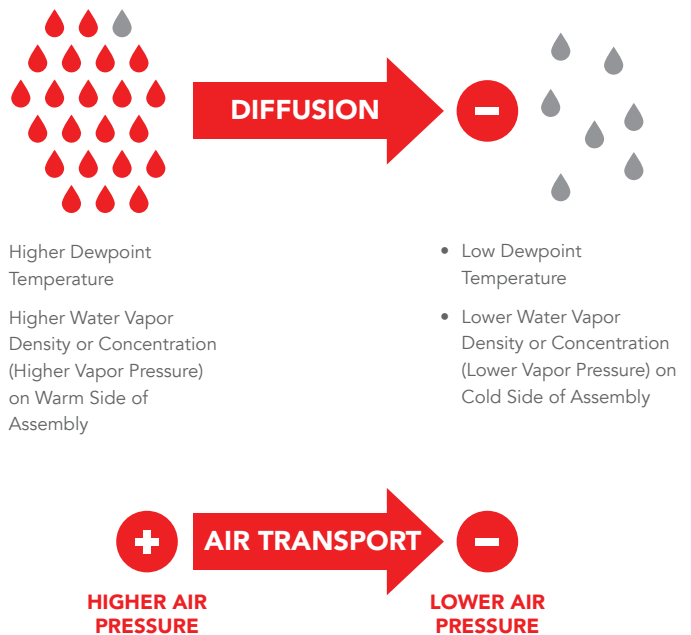 DIFFUSION
Higher Dewpoint
Temperature
Higher Water Vapor
Density or Concentration
(Higher Vapor Pressure)
on Warm Side of
Assembly
• Low Dewpoint
Temperature
• Lower Water Vapor
Density or Concentration
(Lower Vapor Pressure) on
Cold Side of Assembly
AIR TRANSPORT
HIGHER AIR
PRESSURE
LOWER AIR
PRESSURE